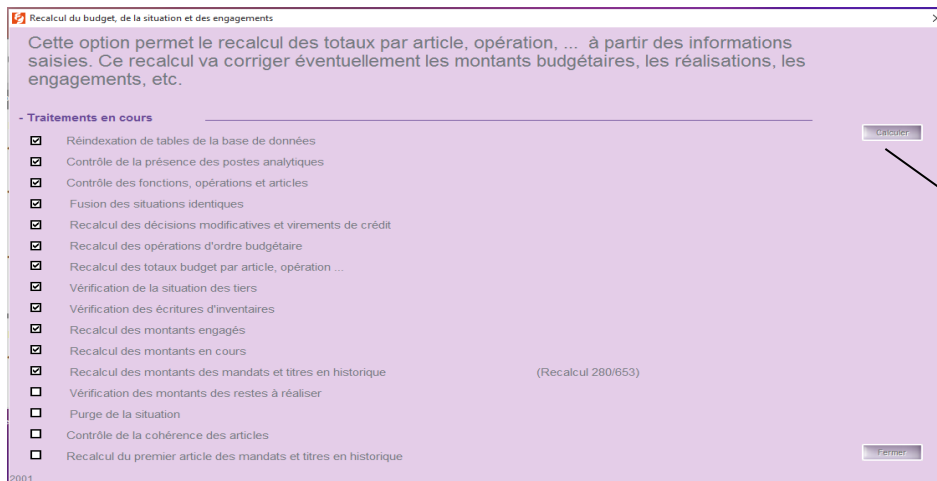 Recalcul du budget, de la situation et des engagements
Cette option permet le recalcul des totaux par article, opération, ... à partir des informations
saisies. Ce recalcul va corriger éventuellement les montants budgétaires, les réalisations, les
engagements, etc.
- Traitements en cours
Calculer
Réindexation de tables de la base de données
Contrôle de la présence des postes analytiques
Contrôle des fonctions, opérations et articles
Fusion des situations identiques
Recalcul des décisions modificatives et virements de crédit
Recalcul des opérations d'ordre budgétaire
Recalcul des totaux budget par article, opération ...
Vérification de la situation des tiers
Vérification des écritures d'inventaires
Recalcul des montants engagés
Recalcul des montants en cours
Recalcul des montants des mandats et titres en historique (Recalcul 280/653)
Vérification des montants des restes à réaliser
Purge de la situation
Contrôle de la cohérence des articles
Recalcul du premier article des mandats et titres en historique
Fermer
2001